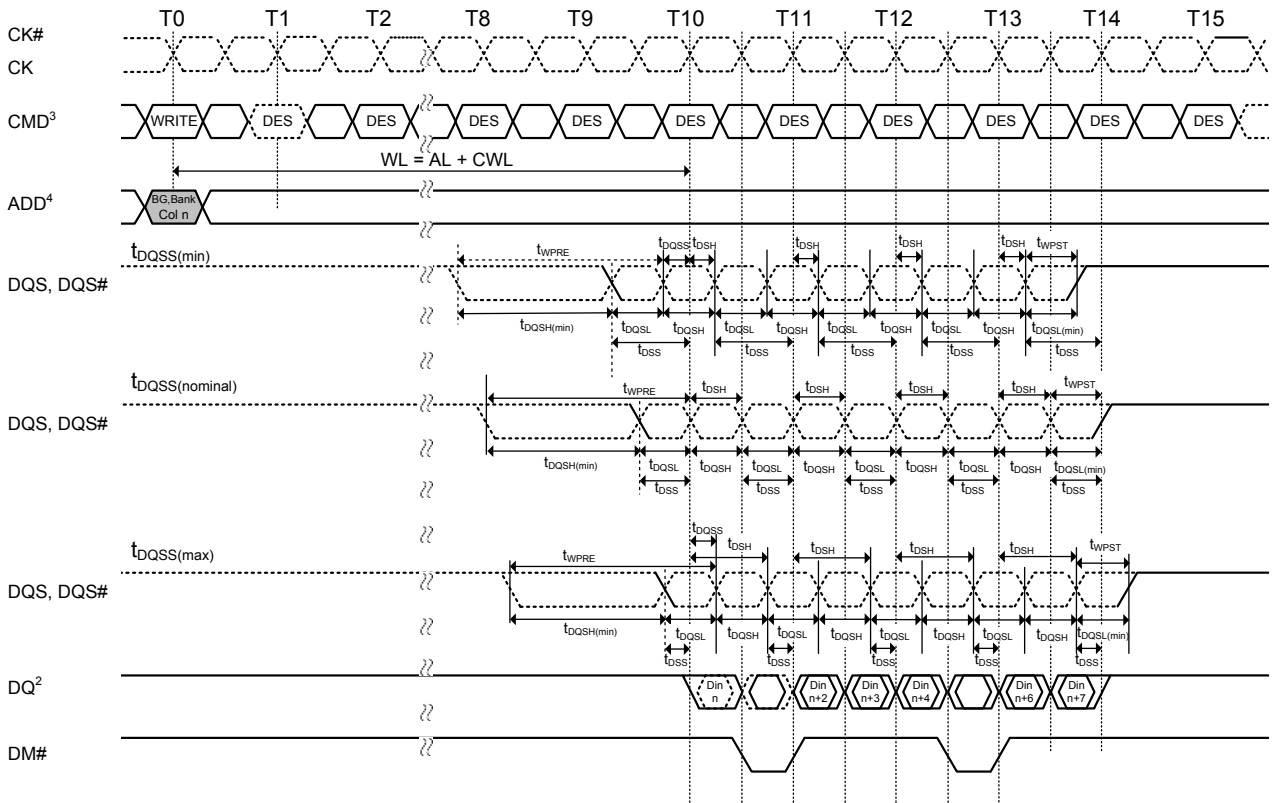 T0 T1 T2 T8 T9 T10 T11 T12 T13 T14 T15
CK#
CK
CMD3 WRITE DES DES DES DES DES DES DES DES DES DES
WL = AL + CWL
ADD4 BG,Bank
Col n
tDQSS(min) tWPRE tDQSS tDSH tDSH tDSH tDSH tWPST
DQS, DQS#
tDQSH(min) tDQSL tDQSH tDQSL tDQSH tDQSL tDQSH tDQSL tDQSH tDQSL(min)
tDSS tDSS tDSS tDSS tDSS
tDQSS(nominal) tWPRE tDSH tDSH tDSH tDSH tWPST
DQS, DQS#
tDQSH(min) tDQSL tDQSH tDQSL tDQSH tDQSL tDQSH tDQSL tDQSH tDQSL(min)
tDSS tDSS tDSS tDSS tDSS
tDQSS
tDQSS(max) tWPRE tDSH tDSH tDSH tDSH tWPST
DQS, DQS#
tDQSH(min) tDQSL tDQSH tDQSL tDQSH tDQSL tDQSH tDQSL tDQSH tDQSL(min)
tDSS tDSS tDSS tDSS tDSS
DQ2 Din Din Din Din Din Din
n n+2 n+3 n+4 n+6 n+7
DM#